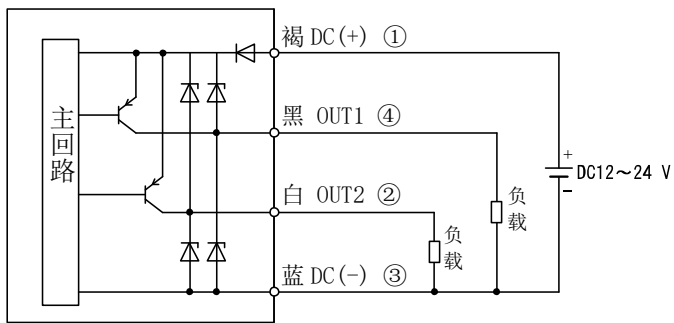 主回路
褐 DC(+) ①
黑 OUT1 ④
白 OUT2 ②
蓝 DC(-) ③
负载
负载
+
DC12～24 V
-